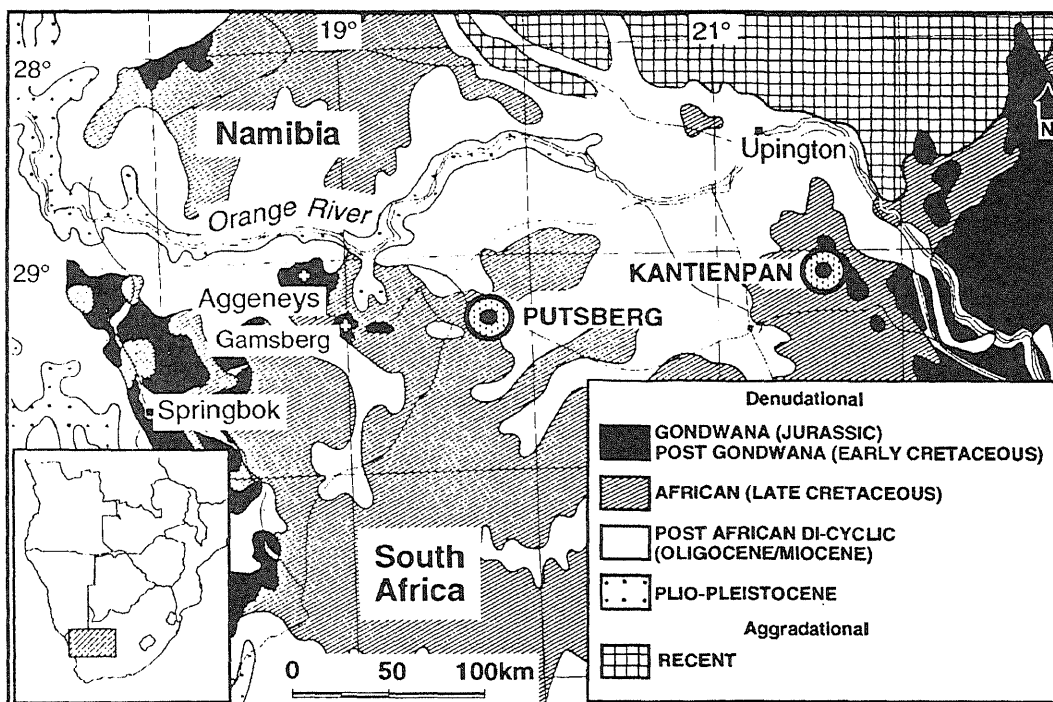 19°
21°
28°
N
Namibia
Upington
Orange River
29°
KANTIENPAN
Aggeneys
PUTSBERG
Gamsberg
Springbok
South
Africa
0 50 100km
Denudational
GONDWANA (JURASSIC)
POST GONDWANA (EARLY CRETACEOUS)
AFRICAN (LATE CRETACEOUS)
POST AFRICAN DI-CYCLIC
(OLIGOCENE/MIOCENE)
PLIO-PLEISTOCENE
Aggradational
RECENT